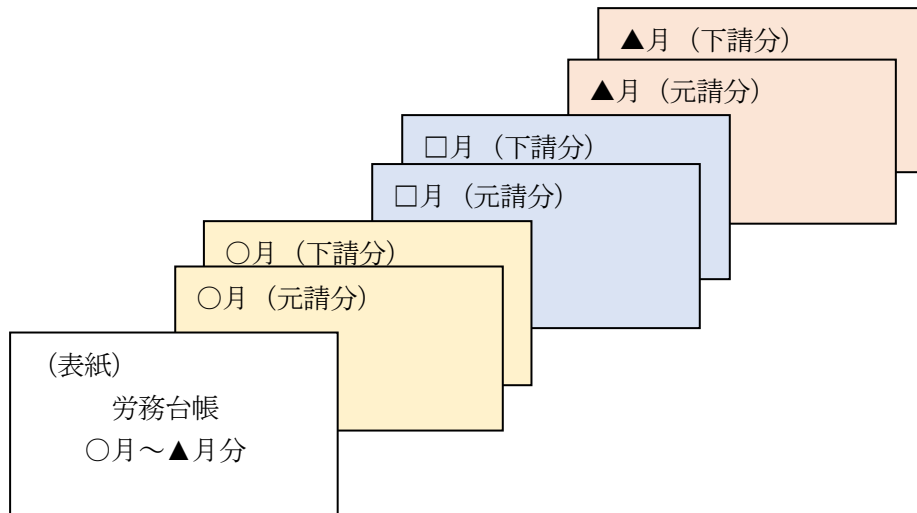 ▲月（下請分）
▲月（元請分）
□月（下請分）
□月（元請分）
○月（下請分）
○月（元請分）
（表紙）
労務台帳
○月～▲月分